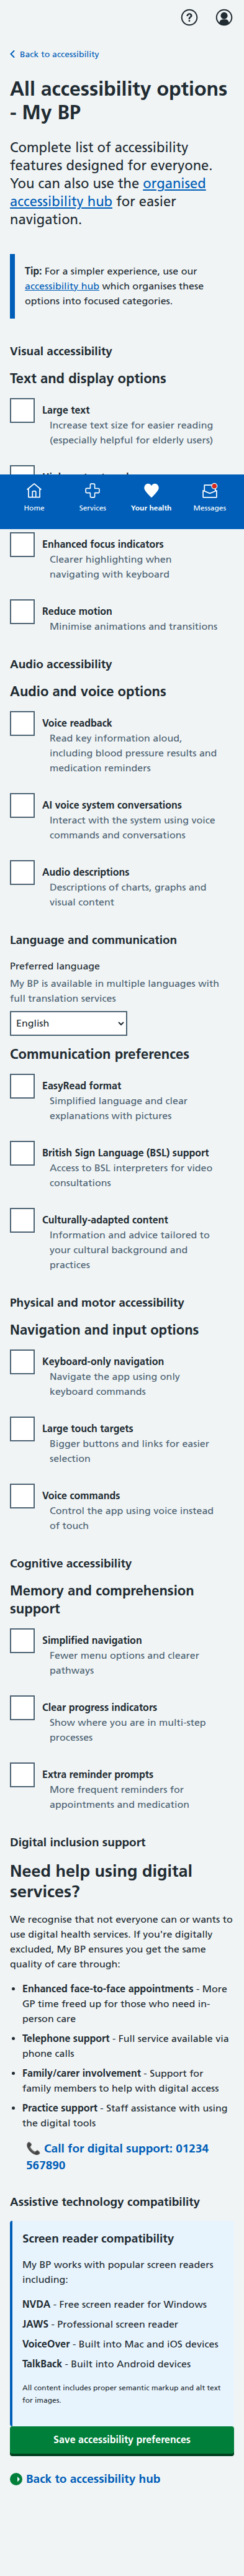 Back to accessibility
All accessibility options
- My BP
Complete list of accessibility
features designed for everyone.
You can also use the organised
accessibility hub for easier
navigation.
Tip: For a simpler experience, use our
accessibility hub which organises these
options into focused categories.
Visual accessibility
Text and display options
Large text
Increase text size for easier reading
(especially helpful for elderly users)
Home
Services
Your health
Messages
Enhanced focus indicators
Clearer highlighting when
navigating with keyboard
Reduce motion
Minimise animations and transitions
Audio accessibility
Audio and voice options
Voice readback
Read key information aloud,
including blood pressure results and
medication reminders
AI voice system conversations
Interact with the system using voice
commands and conversations
Audio descriptions
Descriptions of charts, graphs and
visual content
Language and communication
Preferred language
My BP is available in multiple languages with
full translation services
English
Communication preferences
EasyRead format
Simplified language and clear
explanations with pictures
British Sign Language (BSL) support
Access to BSL interpreters for video
consultations
Culturally-adapted content
Information and advice tailored to
your cultural background and
practices
Physical and motor accessibility
Navigation and input options
Keyboard-only navigation
Navigate the app using only
keyboard commands
Large touch targets
Bigger buttons and links for easier
selection
Voice commands
Control the app using voice instead
of touch
Cognitive accessibility
Memory and comprehension
support
Simplified navigation
Fewer menu options and clearer
pathways
Clear progress indicators
Show where you are in multi-step
processes
Extra reminder prompts
More frequent reminders for
appointments and medication
Digital inclusion support
Need help using digital
services?
We recognise that not everyone can or wants to
use digital health services. If you're digitally
excluded, My BP ensures you get the same
quality of care through:
• Enhanced face-to-face appointments - More
GP time freed up for those who need in-
person care
• Telephone support - Full service available via
phone calls
• Family/carer involvement - Support for
family members to help with digital access
• Practice support - Staff assistance with using
the digital tools
Call for digital support: 01234
567890
Assistive technology compatibility
Screen reader compatibility
My BP works with popular screen readers
including:
NVDA - Free screen reader for Windows
JAWS - Professional screen reader
VoiceOver - Built into Mac and iOS devices
TalkBack - Built into Android devices
All content includes proper semantic markup and alt text
for images.
Save accessibility preferences
Back to accessibility hub